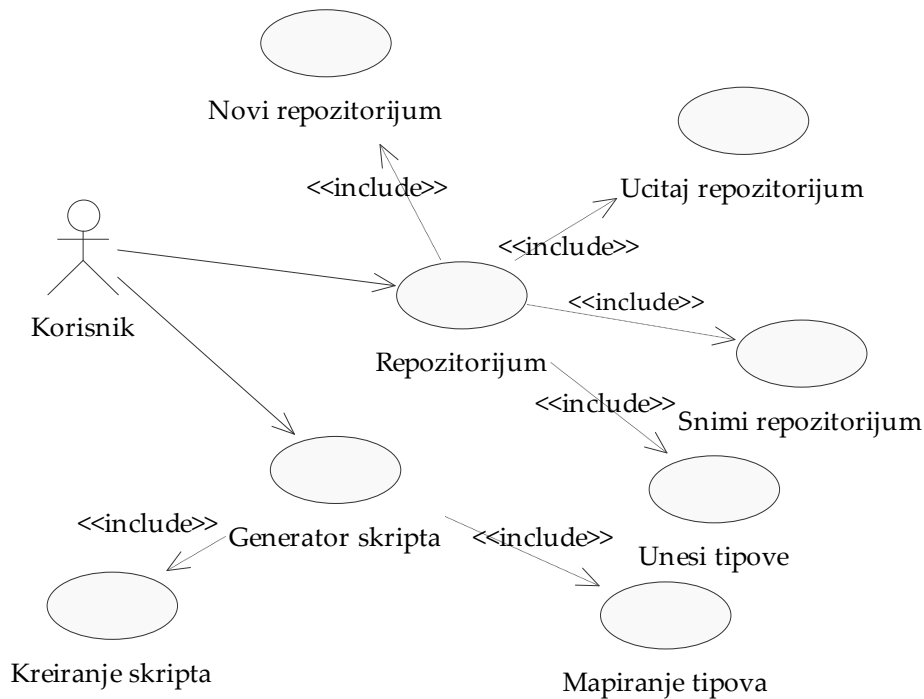 Novi repozitorijum
Ucitaj repozitorijum
<<include>>
<<include>>
<<include>>
Korisnik
Repozitorijum
<<include>>
Snimi repozitorijum
<<include>>
Generator skripta
<<include>>
Unesi tipove
Kreiranje skripta
Mapiranje tipova